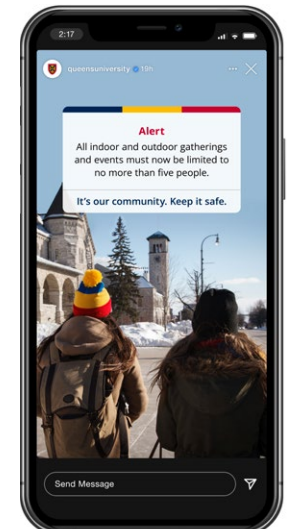 2:17
queensuniversity 19h
Alert
All indoor and outdoor gatherings
and events must now be limited to
no more than five people.
It's our community. Keep it safe.
Send Message